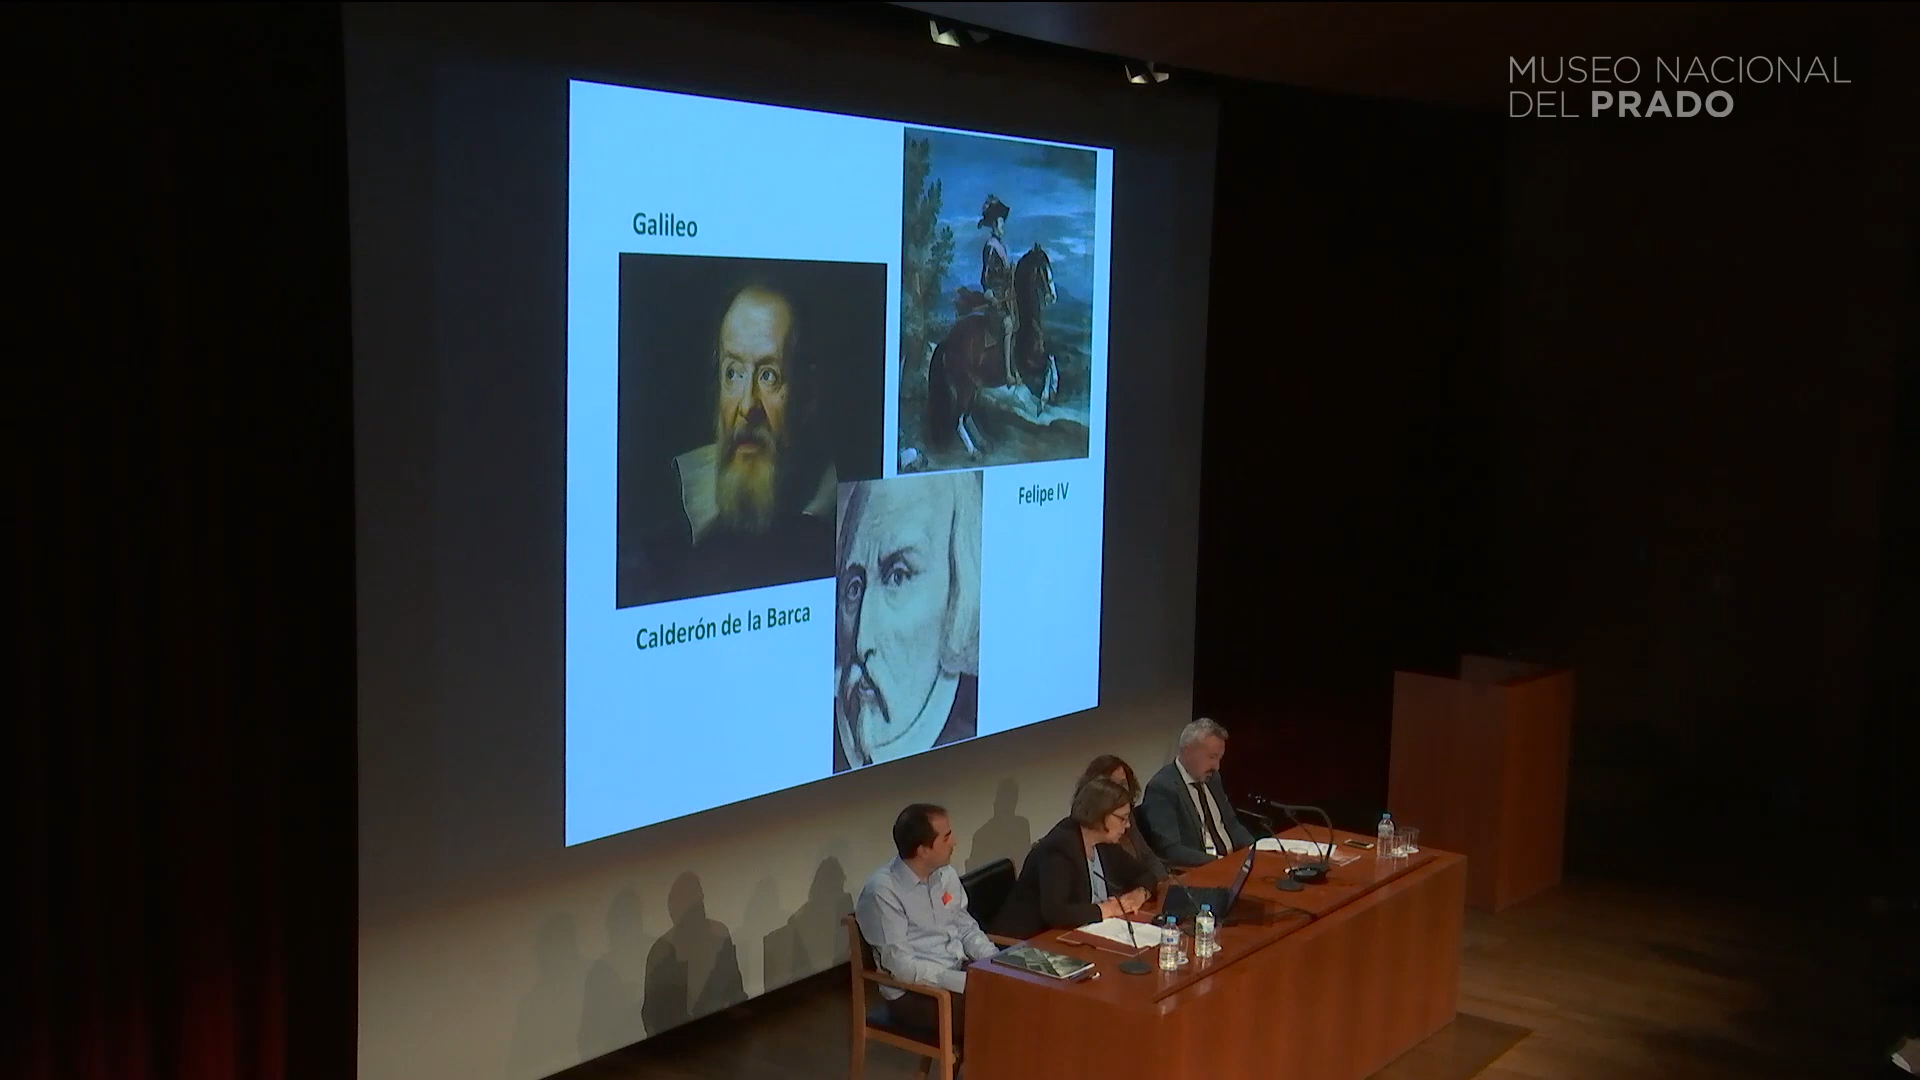 MUSEO NACIONAL
DEL PRADO
Galileo
Felipe IV
Calderón de la Barca